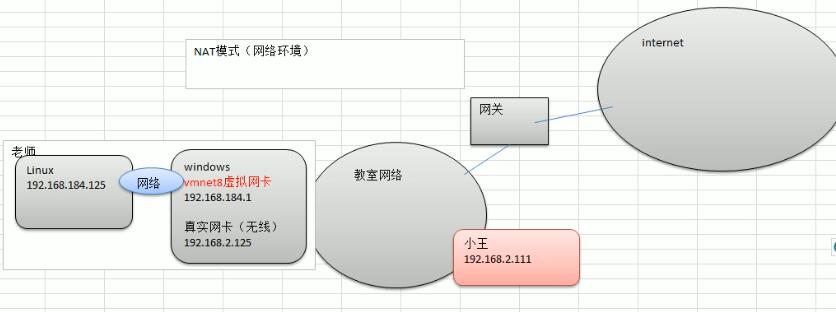 NAT模式（网络环境）
internet
网关
老师
Linux
192.168.184.125
网络
windows
vmnet8虚拟网卡
192.168.184.1
真实网卡（无线）
192.168.2.125
教室网络
小王
192.168.2.111